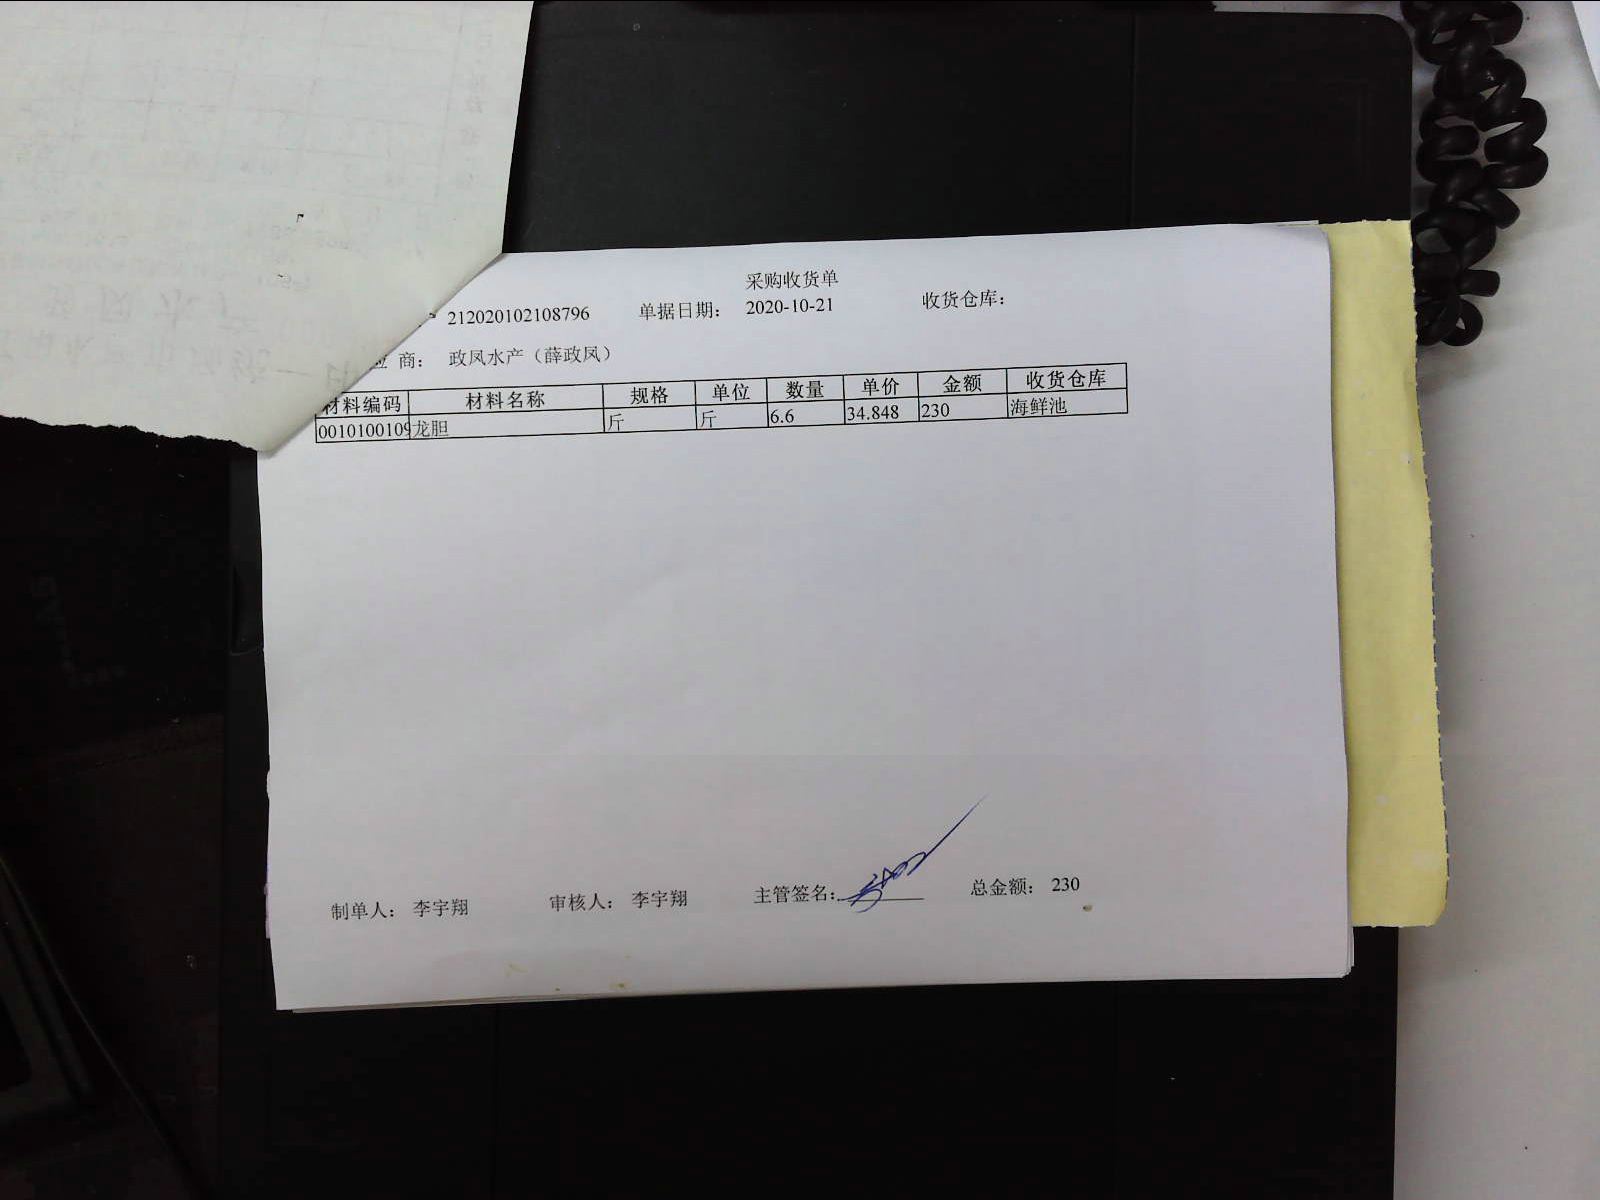 采购收货单
212020102108796 单据日期： 2020-10-21 收货仓库：
应 商： 政凤水产（薛政凤）
材料编码 材料名称 规格 单位 数量 单价 金额 收货仓库
0010100109 龙胆 斤 斤 6.6 34.848 230 海鲜池
制单人： 李宇翔 审核人： 李宇翔 主管签名： 总金额： 230